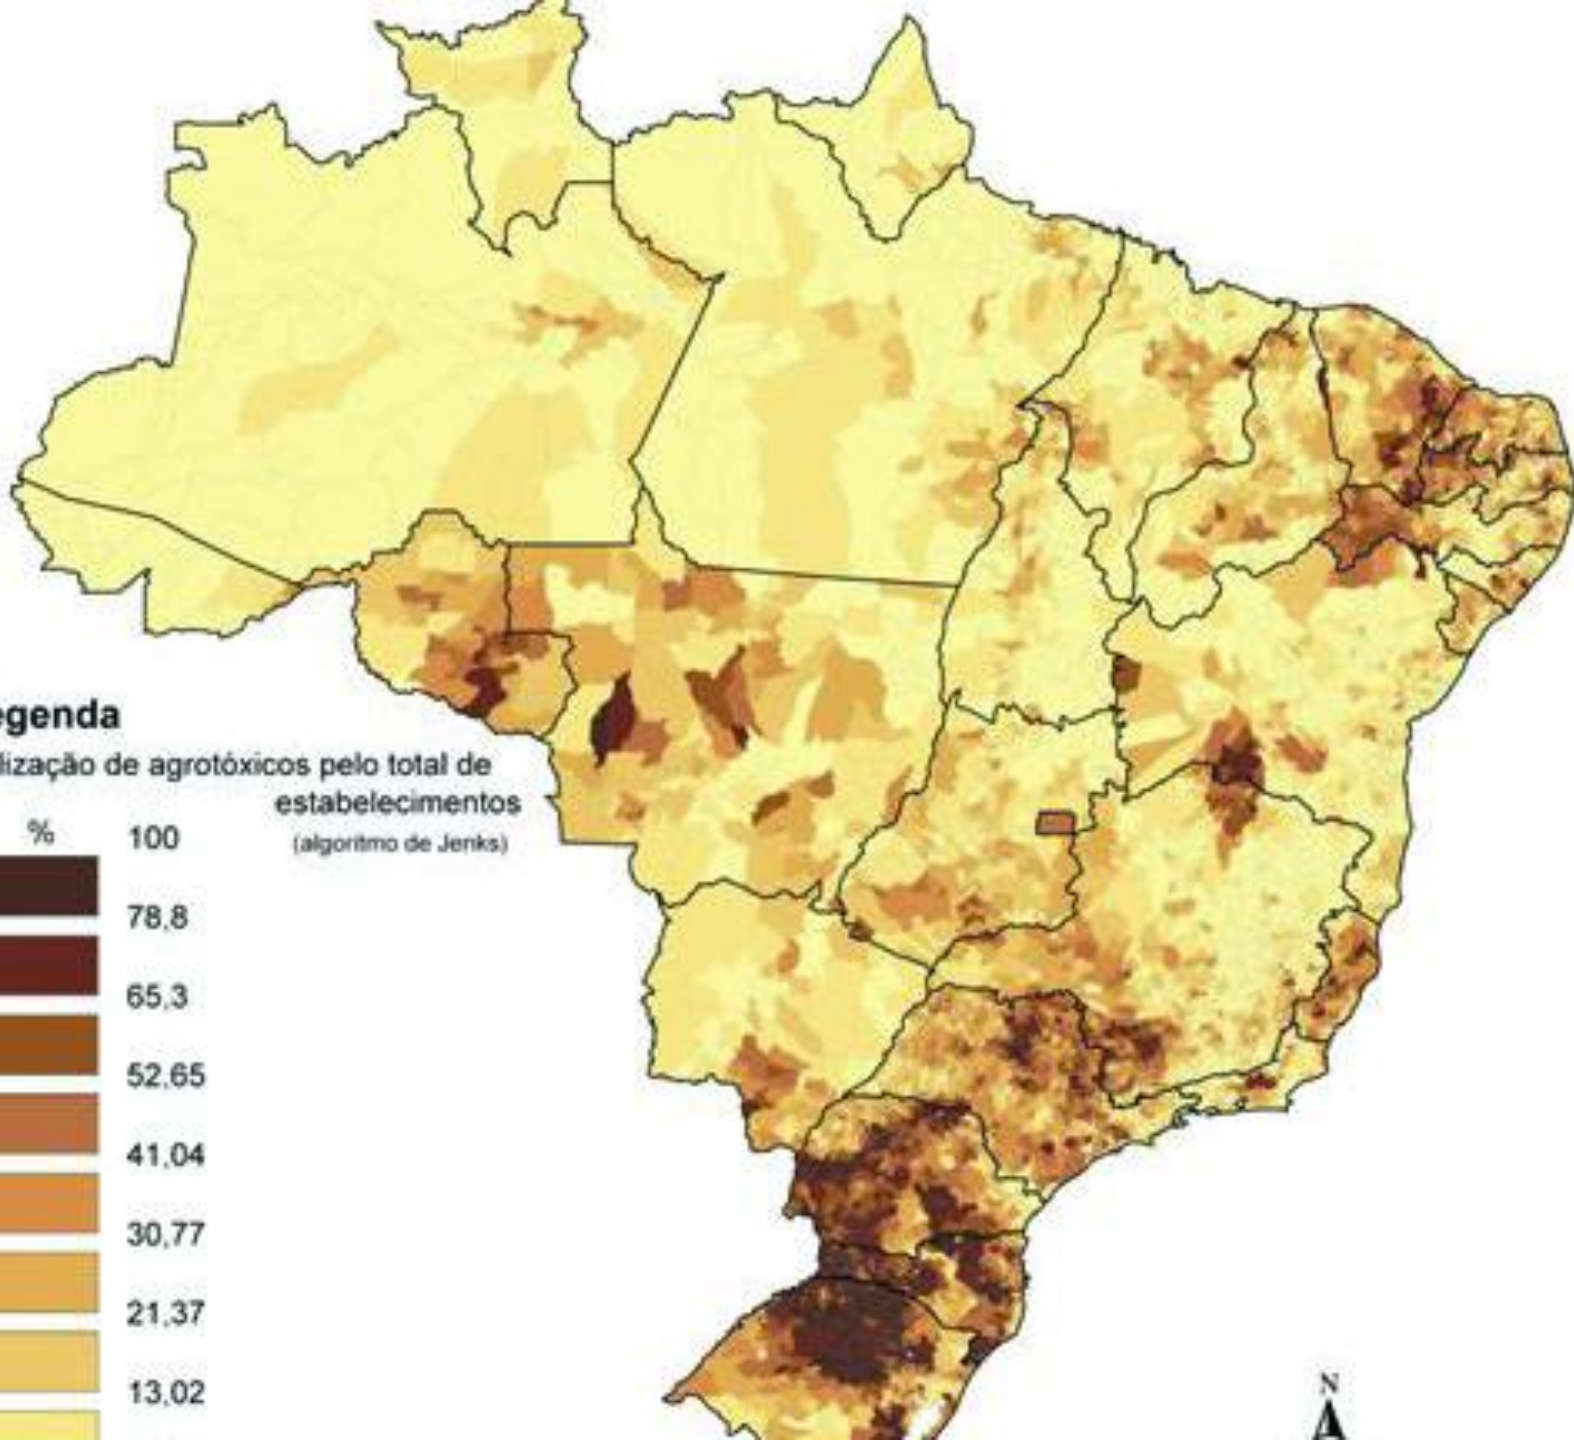 egenda
lização de agrotóxicos pelo total de
estabelecimentos
(algoritmo de Jenks)
% 100
78,8
65,3
52,65
41,04
30,77
21,37
13,02
N